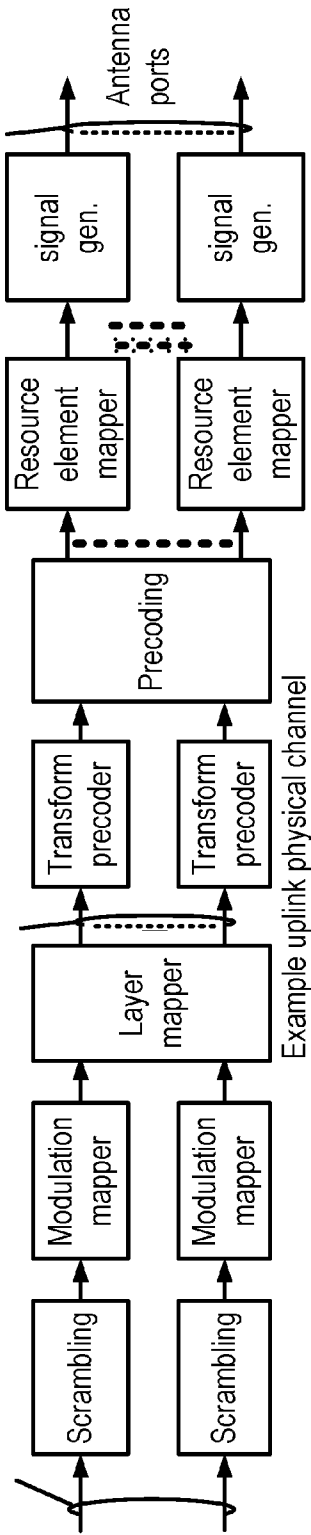 Scrambling
Scrambling
Modulation
mapper
Modulation
mapper
Layer
mapper
Transform
precoder
Transform
precoder
Precoding
Resource
element
mapper
Resource
element
mapper
signal
gen.
signal
gen.
Antenna
ports
Example uplink physical channel